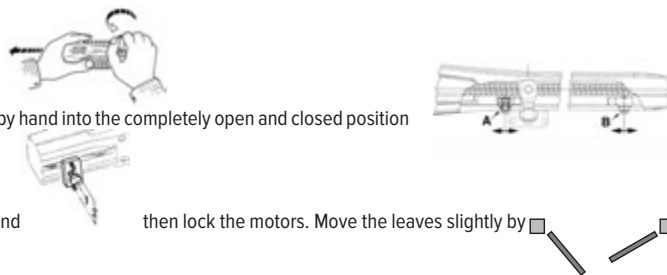 by hand into the completely open and closed position
A
B
nd
then lock the motors. Move the leaves slightly by